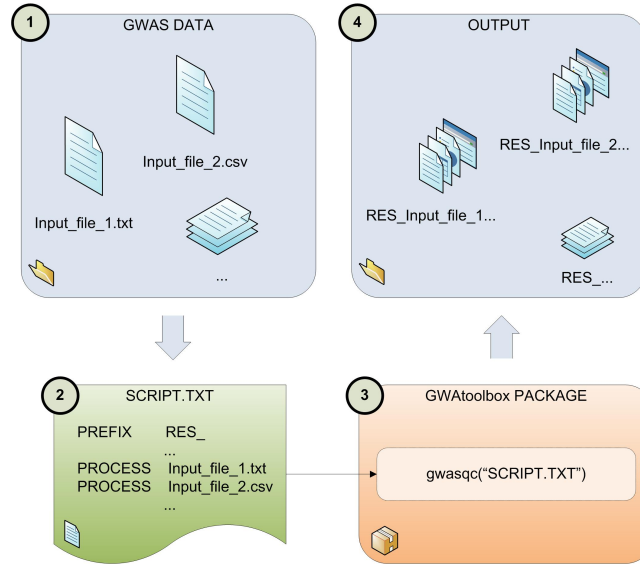 1
GWAS DATA
Input_file_2.csv
Input_file_1.txt
...
2
SCRIPT.TXT
PREFIX RES_
...
PROCESS Input_file_1.txt
PROCESS Input_file_2.csv
...
3
GWAtoolbox PACKAGE
gwasqc(“SCRIPT.TXT”)
4
OUTPUT
RES_Input_file_2...
RES_Input_file_1...
RES_...